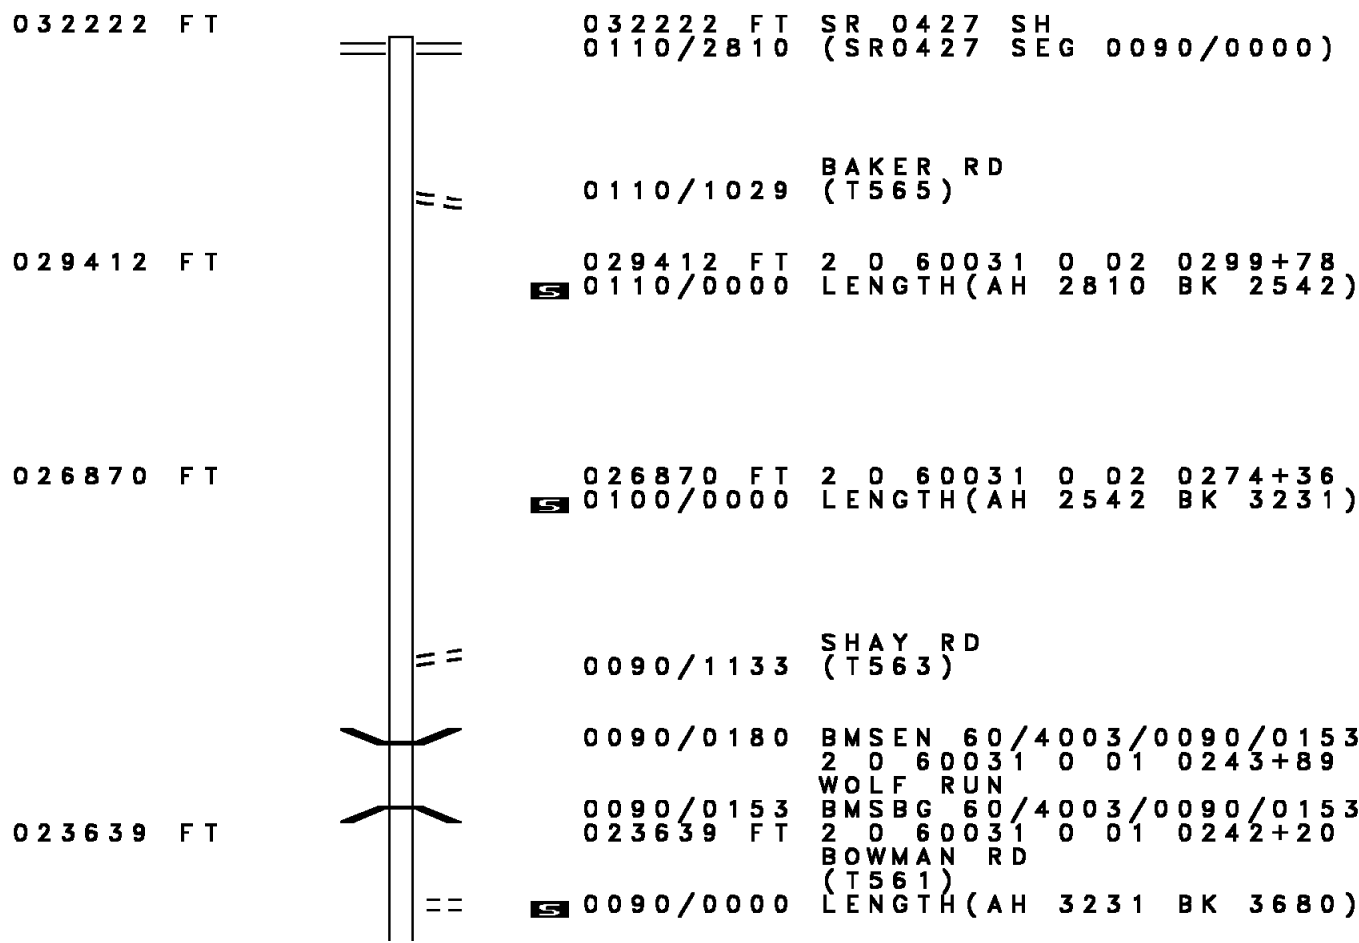 032222 FT 032222 FT SR 0427 SH
0110/2810 (SR0427 SEG 0090/0000)
BAKER RD
0110/1029 (T565)
029412 FT 029412 FT 2 0 60031 0 02 0299+78
S 0110/0000 LENGTH(AH 2810 BK 2542)
026870 FT 026870 FT 2 0 60031 0 02 0274+36
S 0100/0000 LENGTH(AH 2542 BK 3231)
SHAY RD
0090/1133 (T563)
0090/0180 BMSEN 60/4003/0090/0153
2 0 60031 0 01 0243+89
WOLF RUN
0090/0153 BMSBG 60/4003/0090/0153
023639 FT 023639 FT 2 0 60031 0 01 0242+20
BOWMAN RD
(T561)
S 0090/0000 LENGTH(AH 3231 BK 3680)